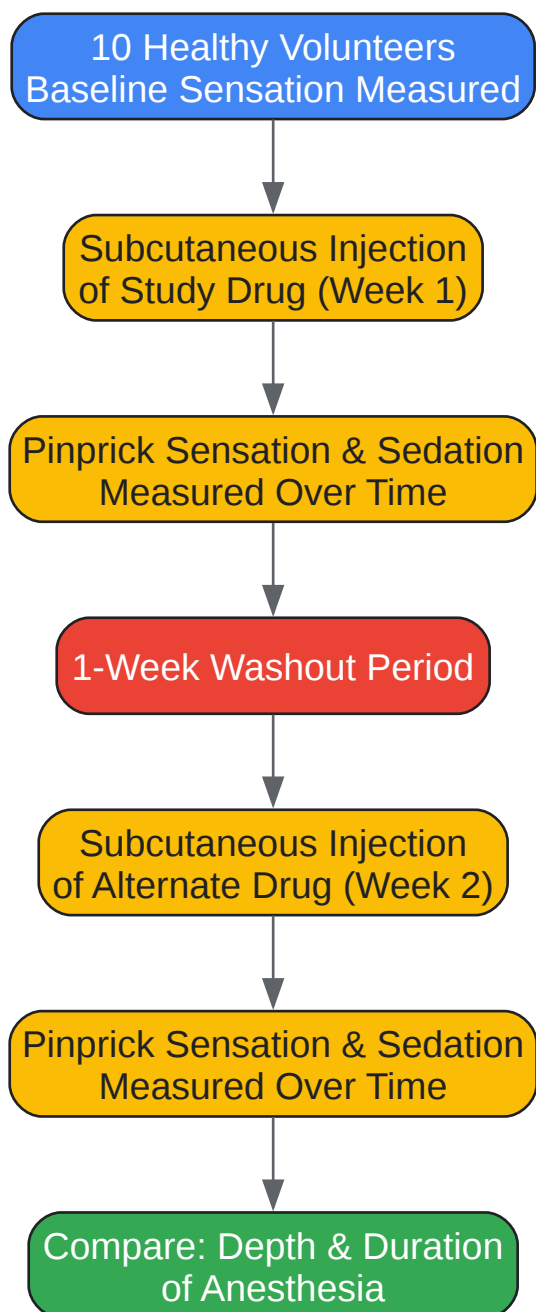 10 Healthy Volunteers
Baseline Sensation Measured
Subcutaneous Injection
of Study Drug (Week 1)
Pinprick Sensation & Sedation
Measured Over Time
1-Week Washout Period
Subcutaneous Injection
of Alternate Drug (Week 2)
Pinprick Sensation & Sedation
Measured Over Time
Compare: Depth & Duration
of Anesthesia